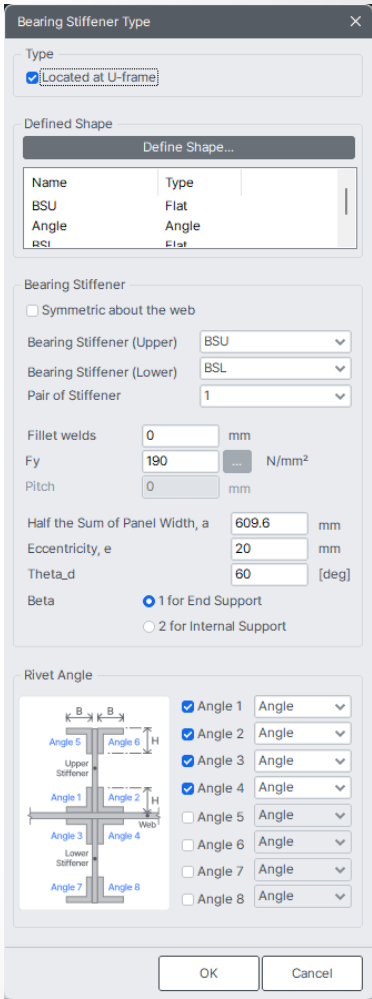 Bearing Stiffener Type
Type
Located at U-frame
Defined Shape
Define Shape...
Name Type
BSU Flat
Angle Angle
BSL Flat
Bearing Stiffener
Symmetric about the web
Bearing Stiffener (Upper) BSU
Bearing Stiffener (Lower) BSL
Pair of Stiffener 1
Fillet welds 0 mm
Fy 190 ... N/mm²
Pitch 0 mm
Half the Sum of Panel Width, a 609.6 mm
Eccentricity, e 20 mm
Theta_d 60 [deg]
Beta 1 for End Support
2 for Internal Support
Rivet Angle
B B
Angle 5 Angle 6 H
Upper
Stiffener
Angle 1 Angle 2 H
Web
Angle 3 Angle 4
Lower
Stiffener
Angle 7 Angle 8
Angle 1 Angle
Angle 2 Angle
Angle 3 Angle
Angle 4 Angle
Angle 5 Angle
Angle 6 Angle
Angle 7 Angle
Angle 8 Angle
OK Cancel